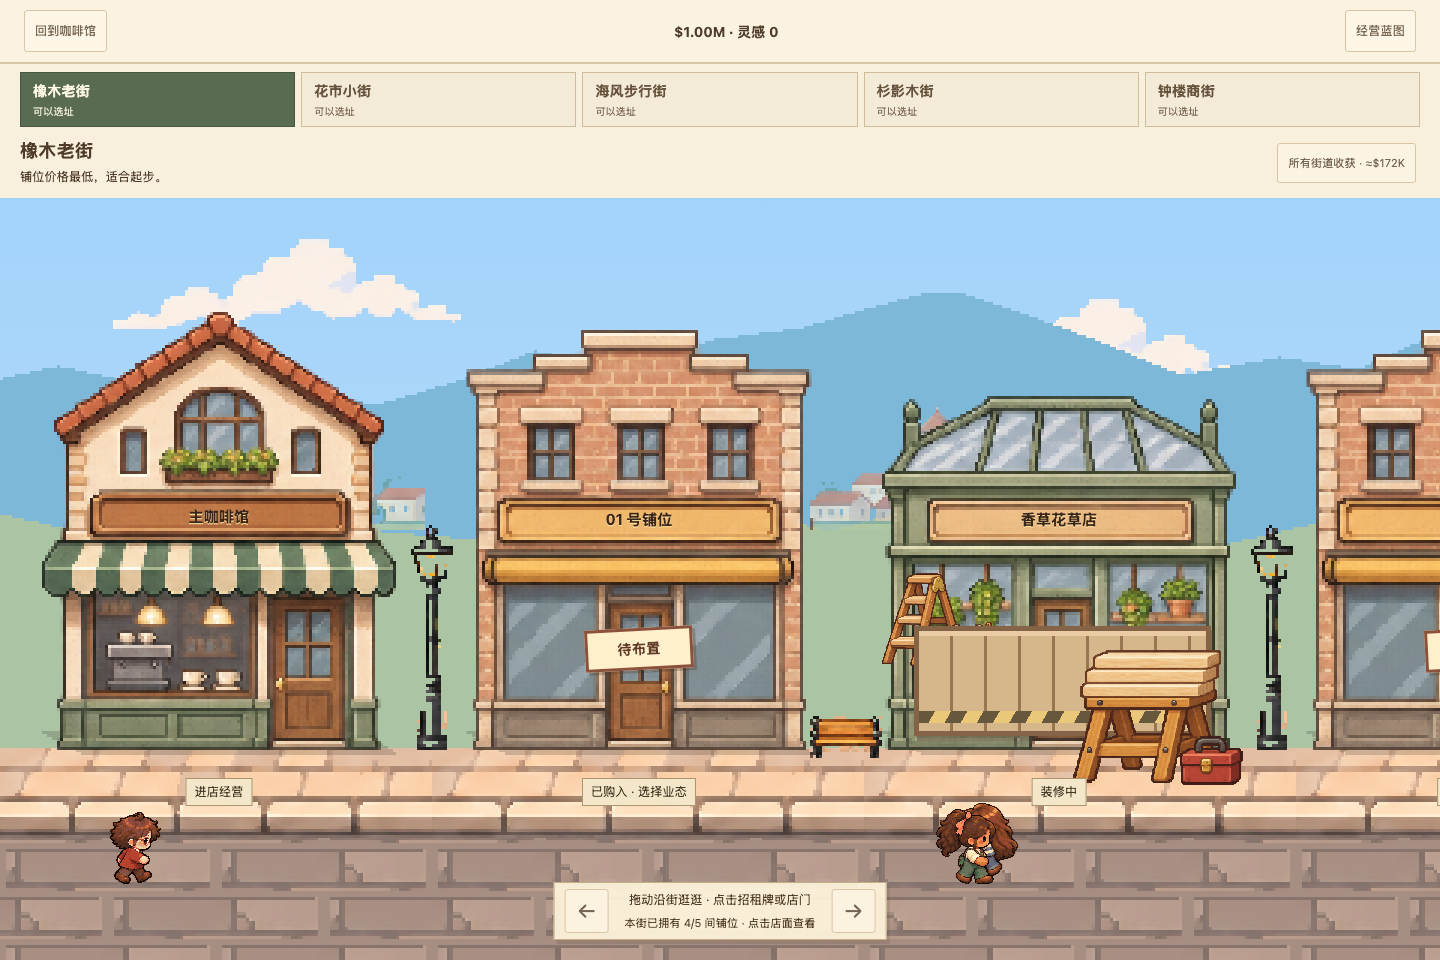 回到咖啡馆
$1.00M · 灵感 0
经营蓝图
橡木老街
可以选址
花市小街
可以选址
海风步行街
可以选址
杉影木街
可以选址
钟楼商街
可以选址
橡木老街
铺位价格最低，适合起步。
所有街道收获 · ≈$172K
主咖啡馆
01 号铺位
香草花草店
待布置
进店经营
已购入 · 选择业态
装修中
拖动沿街逛逛 · 点击招租牌或店门
本街已拥有 4/5 间铺位 · 点击店面查看